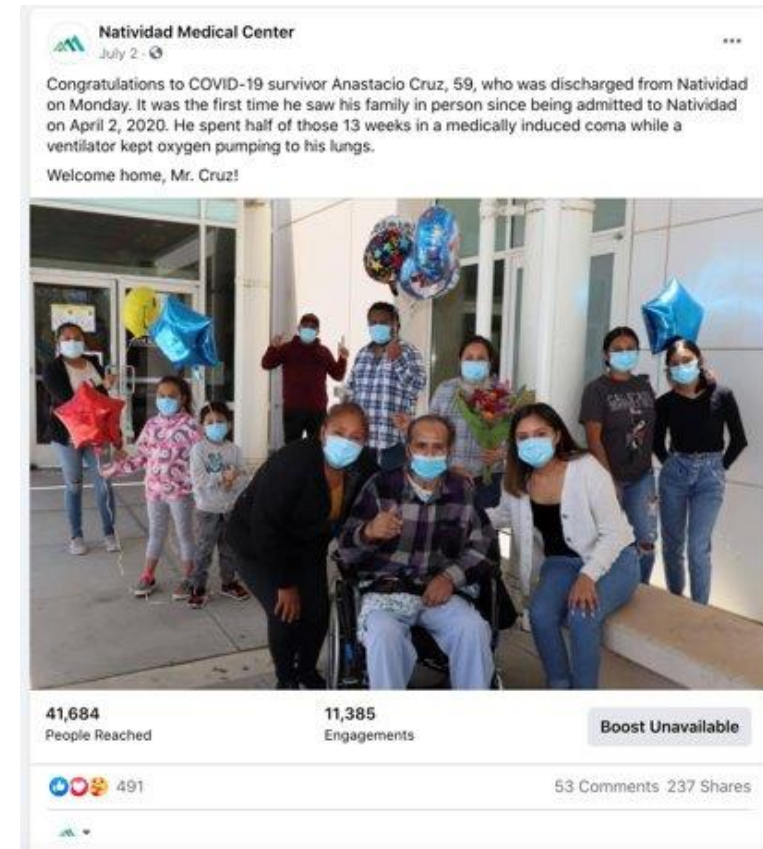 Natividad Medical Center
July 2 ·
Congratulations to COVID-19 survivor Anastacio Cruz, 59, who was discharged from Natividad
on Monday. It was the first time he saw his family in person since being admitted to Natividad
on April 2, 2020. He spent half of those 13 weeks in a medically induced coma while a
ventilator kept oxygen pumping to his lungs.
Welcome home, Mr. Cruz!
41,684
People Reached
11,385
Engagements
Boost Unavailable
491
53 Comments 237 Shares